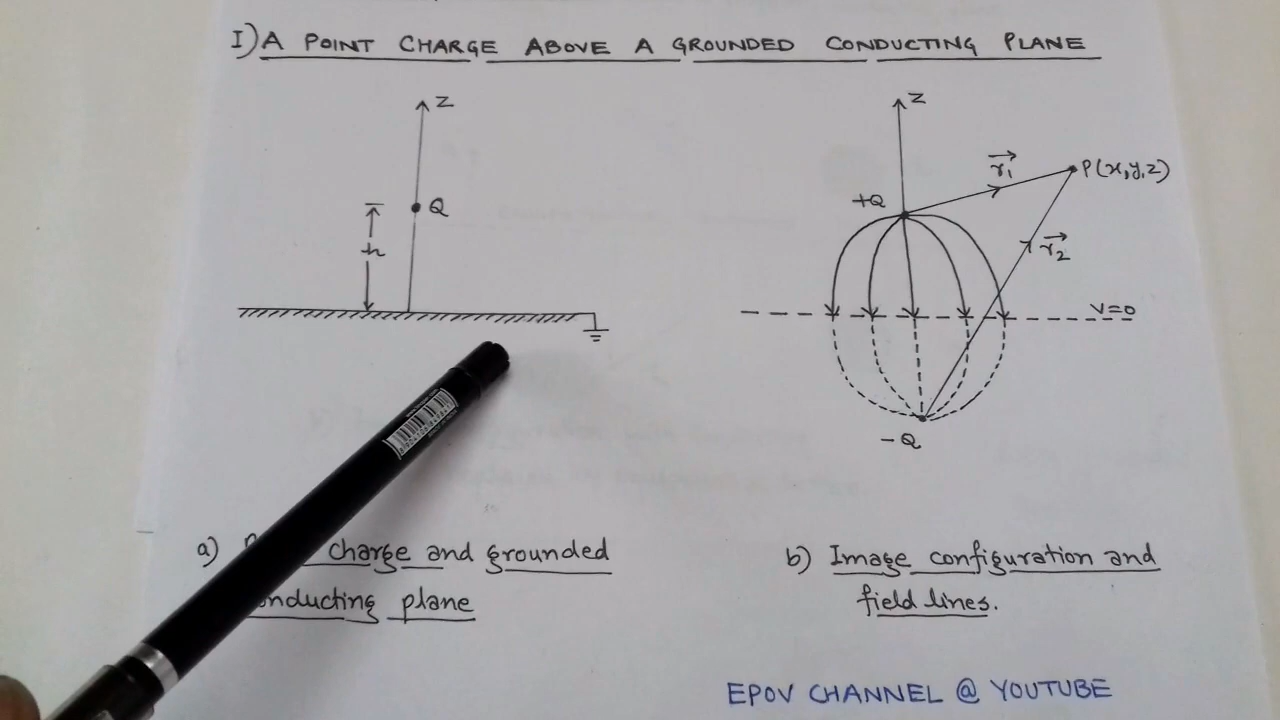 I) A POINT CHARGE ABOVE A GROUNDED CONDUCTING PLANE
Z
Q
h
Z
+Q
r₁
P(x,y,z)
r₂
V=0
-Q
a) charge and grounded
nducting plane
b) Image configuration and
field lines.
EPOV CHANNEL @ YOUTUBE